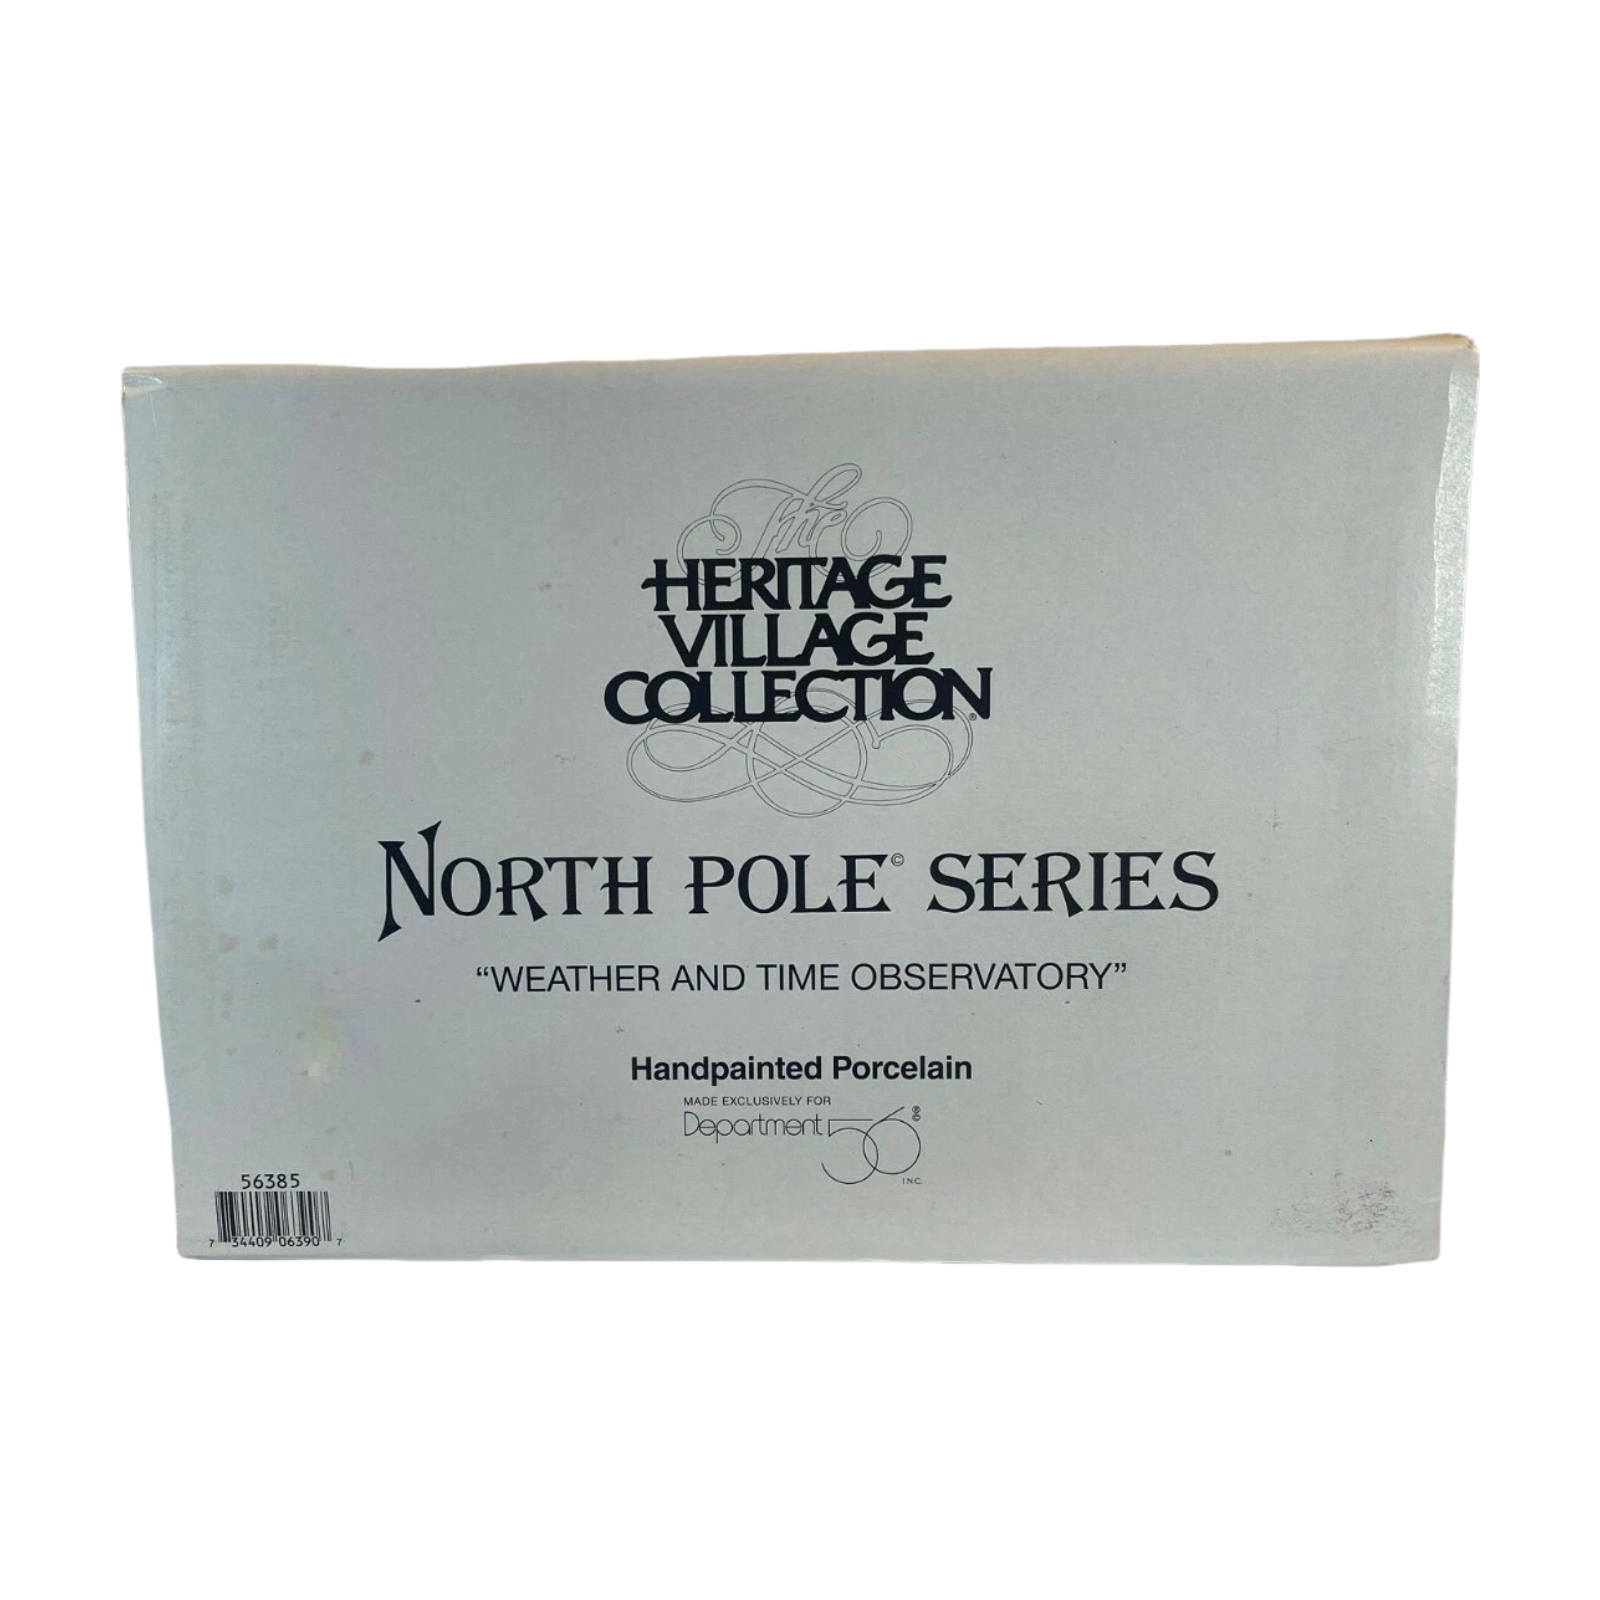 The
HERITAGE
VILLAGE
COLLECTION®
NORTH POLE© SERIES
“WEATHER AND TIME OBSERVATORY”
Handpainted Porcelain
MADE EXCLUSIVELY FOR
Department 56®©
INC.
56385
7 34409 06390 7